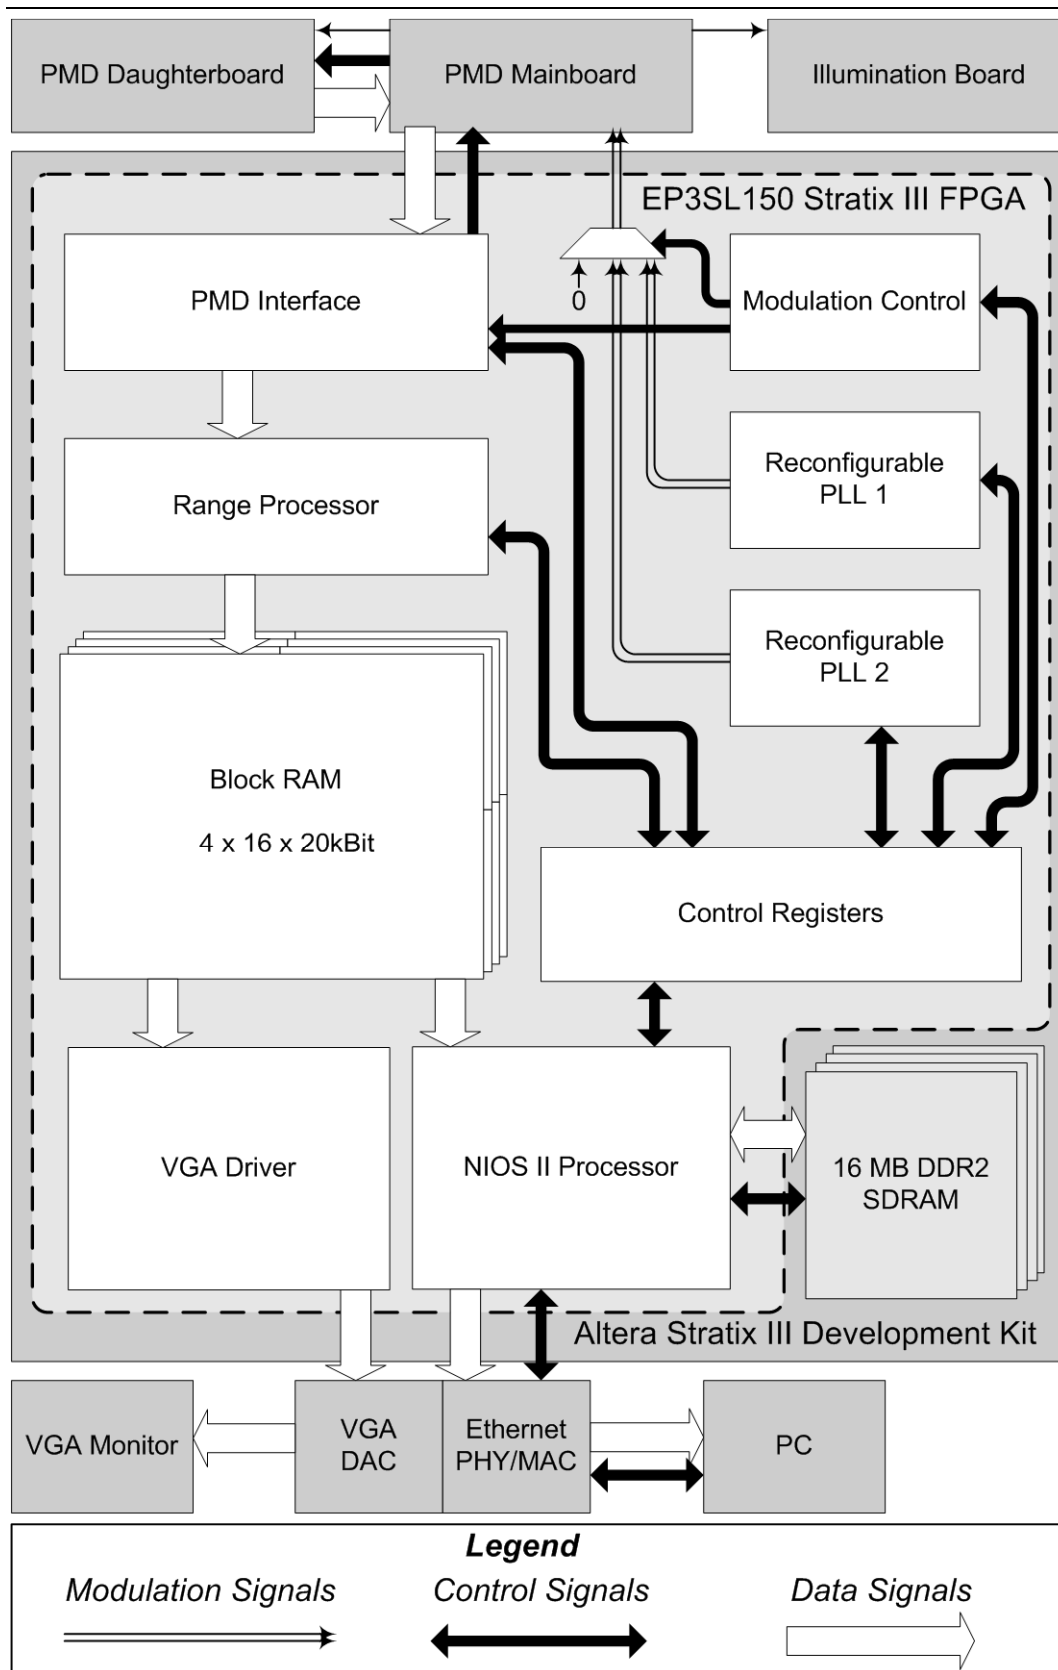 PMD Daughterboard
PMD Mainboard
Illumination Board
EP3SL150 Stratix III FPGA
PMD Interface
0
Modulation Control
Range Processor
Reconfigurable
PLL 1
Reconfigurable
PLL 2
Block RAM
4 x 16 x 20kBit
Control Registers
VGA Driver
NIOS II Processor
16 MB DDR2
SDRAM
Altera Stratix III Development Kit
VGA Monitor
VGA
DAC
Ethernet
PHY/MAC
PC
Legend
Modulation Signals
Control Signals
Data Signals